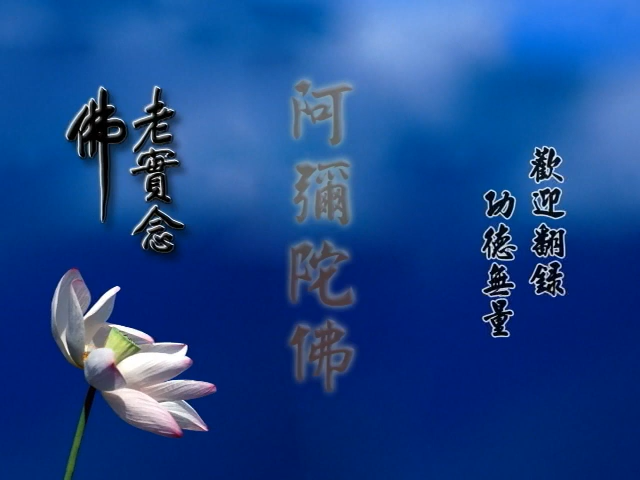 歡迎翻録
功德無量
阿彌陀佛
老實念
佛